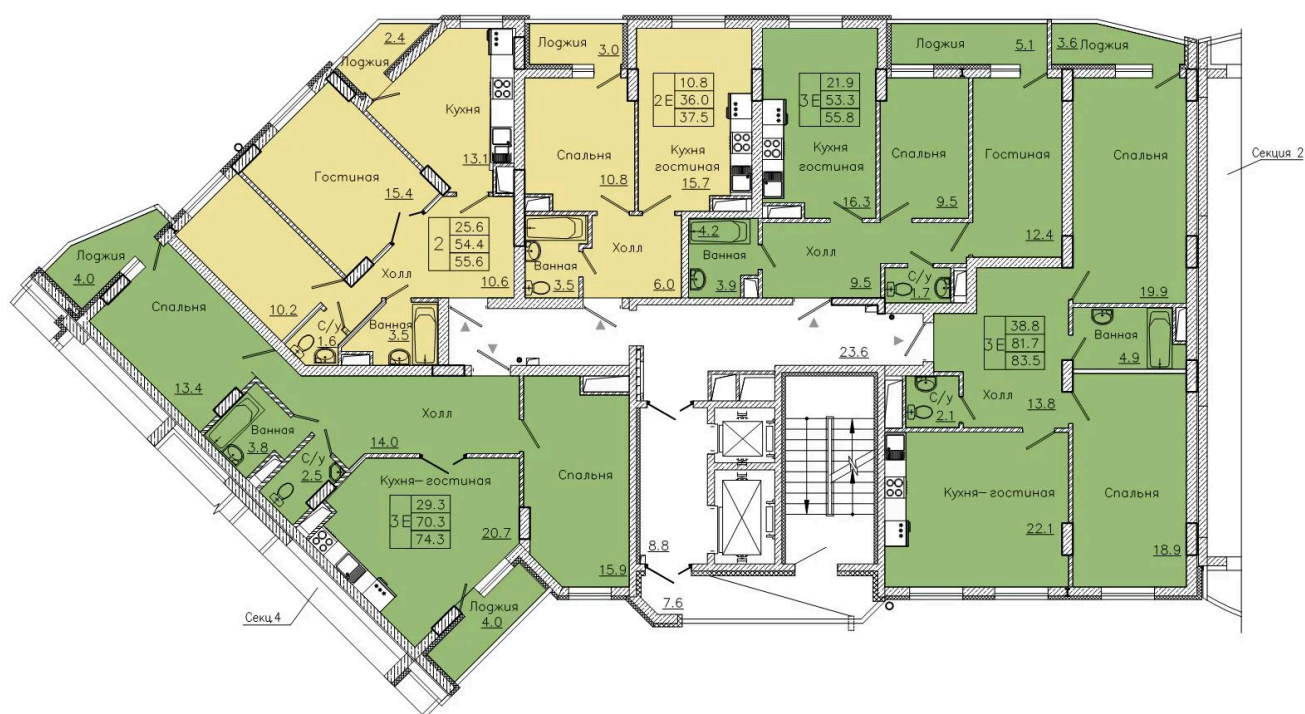 2.4
Лоджия
Кухня
13.1
Гостиная
15.4
2
25.6
54.4
55.6
Холл
10.6
10.2
С/у
1.6
Ванная
3.5
Лоджия
3.0
Спальня
10.8
2Е
10.8
36.0
37.5
Кухня
гостиная
15.7
Ванная
3.5
Холл
6.0
3Е
21.9
53.3
55.8
Кухня
гостиная
16.3
Спальня
9.5
Лоджия
5.1
Гостиная
12.4
4.2
Ванная
3.9
Холл
9.5
С/у
1.7
3.6
Лоджия
Спальня
19.9
3Е
38.8
81.7
83.5
Ванная
4.9
Холл
13.8
С/у
2.1
Кухня-гостиная
22.1
Спальня
18.9
Секция 2
23.6
8.8
7.6
Лоджия
4.0
Спальня
13.4
Ванная
3.8
С/у
2.5
Холл
14.0
Кухня-гостиная
3Е
29.3
70.3
74.3
20.7
Спальня
15.9
Лоджия
4.0
Секц.4